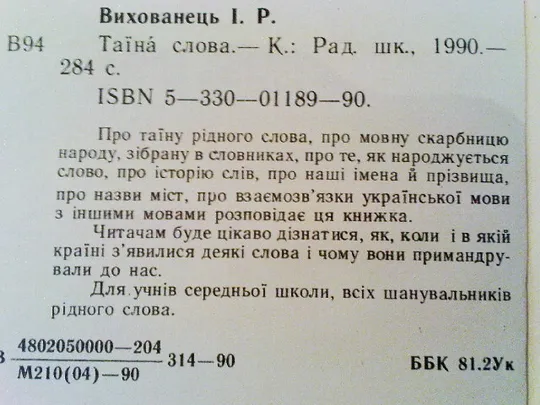 Вихованець І. Р.
В94 Таїна́ слова.— К.: Рад. шк., 1990.—
284 с.
ISBN 5—330—01189—90.
Про таїну рідного слова, про мовну скарбницю
народу, зібрану в словниках, про те, як народжується
слово, про історію слів, про наші імена й прізвища,
про назви міст, про взаємозв’язки української мови
з іншими мовами розповідає ця книжка.
Читачам буде цікаво дізнатися, як, коли і в якій
країні з’явилися деякі слова і чому вони примандру-
вали до нас.
Для учнів середньої школи, всіх шанувальників
рідного слова.
4802050000—204
В ——— 314—90 ББК 81.2Ук
М210(04)—90